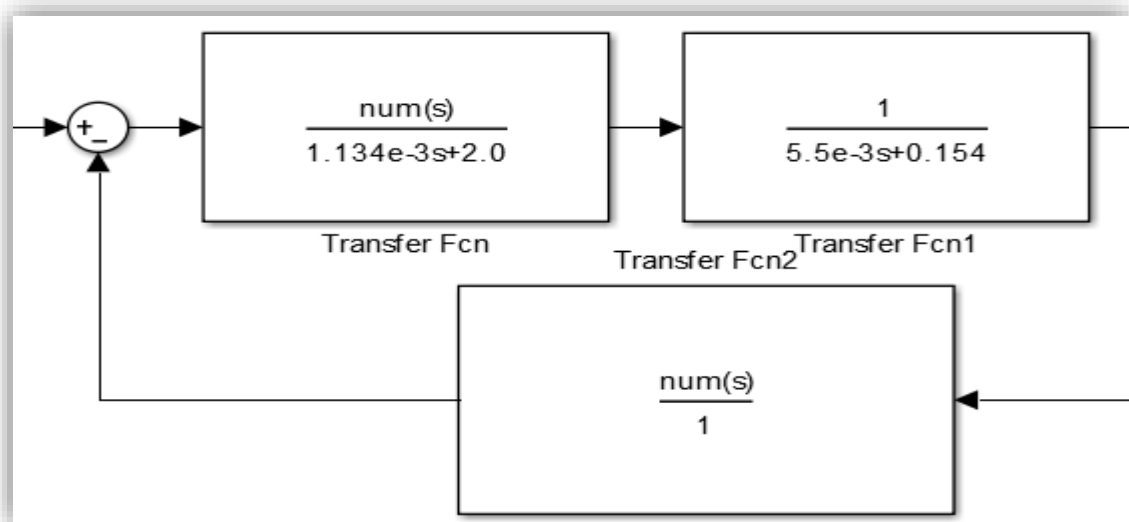 +
_
num(s)
1.134e-3s+2.0
Transfer Fcn
1
5.5e-3s+0.154
Transfer Fcn1
Transfer Fcn2
num(s)
1